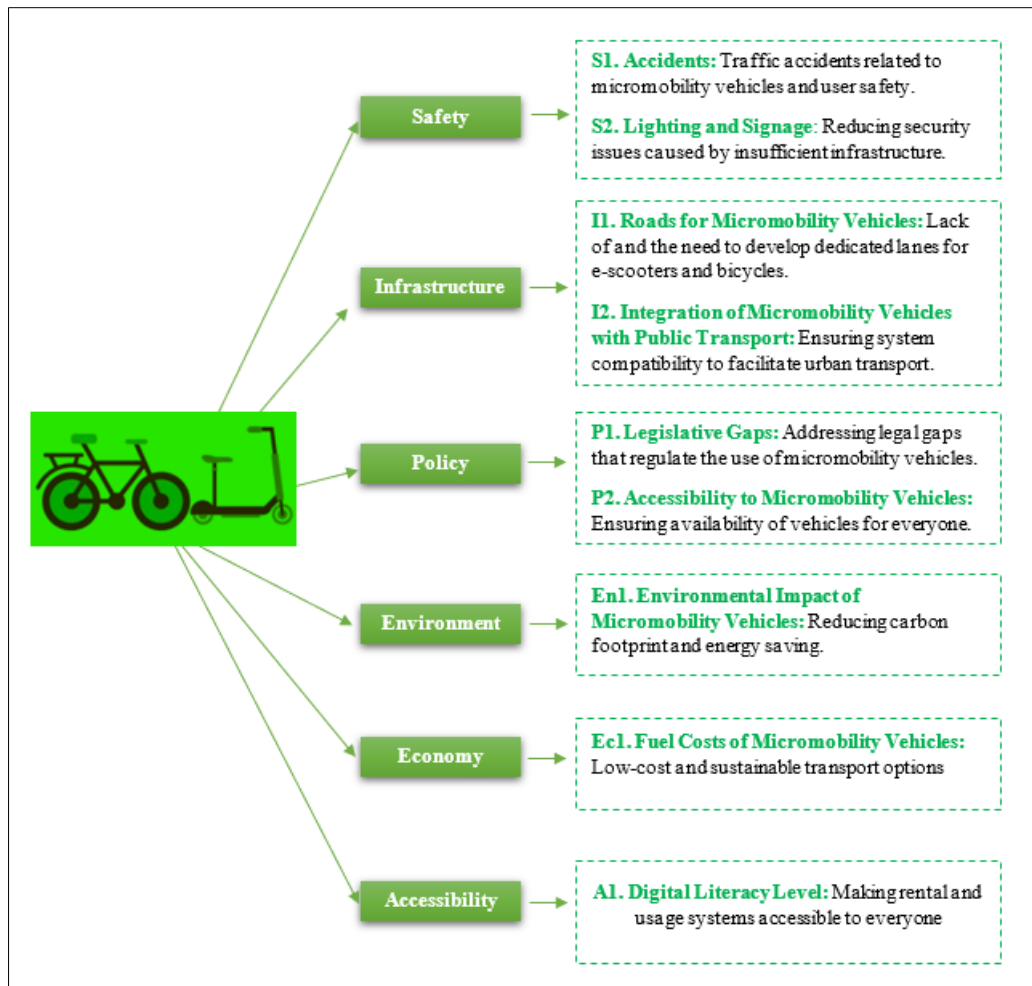 Safety
S1. Accidents: Traffic accidents related to
micromobility vehicles and user safety.
S2. Lighting and Signage: Reducing security
issues caused by insufficient infrastructure.
Infrastructure
I1. Roads for Micromobility Vehicles: Lack
of and the need to develop dedicated lanes for
e-scooters and bicycles.
I2. Integration of Micromobility Vehicles
with Public Transport: Ensuring system
compatibility to facilitate urban transport.
Policy
P1. Legislative Gaps: Addressing legal gaps
that regulate the use of micromobility vehicles.
P2. Accessibility to Micromobility Vehicles:
Ensuring availability of vehicles for everyone.
Environment
En1. Environmental Impact of
Micromobility Vehicles: Reducing carbon
footprint and energy saving.
Economy
Ec1. Fuel Costs of Micromobility Vehicles:
Low-cost and sustainable transport options
Accessibility
A1. Digital Literacy Level: Making rental and
usage systems accessible to everyone